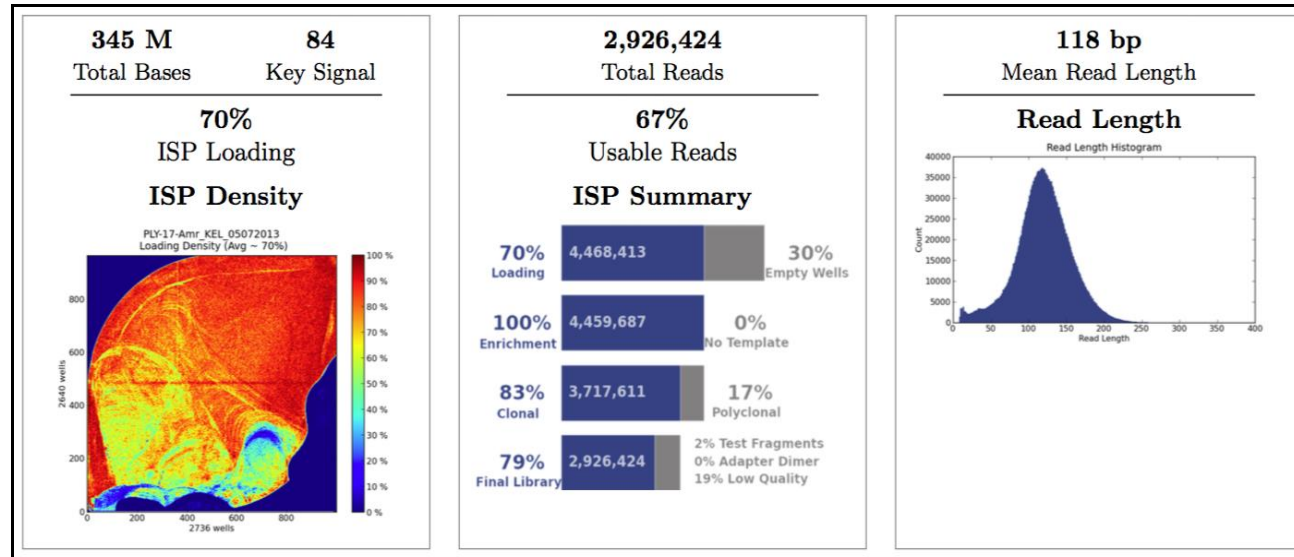 345 M
Total Bases
84
Key Signal
70%
ISP Loading
ISP Density
PLY-17-Amr_KEL_05072013
Loading Density (Avg ~ 70%)
100 %
90 %
80 %
70 %
60 %
50 %
40 %
30 %
20 %
10 %
0 %
800
600
400
200
0
2640 wells
0
200
400
600
800
2736 wells
2,926,424
Total Reads
67%
Usable Reads
ISP Summary
70%
Loading
4,468,413
30%
Empty Wells
100%
Enrichment
4,459,687
0%
No Template
83%
Clonal
3,717,611
17%
Polyclonal
79%
Final Library
2,926,424
2% Test Fragments
0% Adapter Dimer
19% Low Quality
118 bp
Mean Read Length
Read Length
Read Length Histogram
40000
35000
30000
25000
20000
15000
10000
5000
0
Count
0
50
100
150
200
250
300
350
400
Read Length